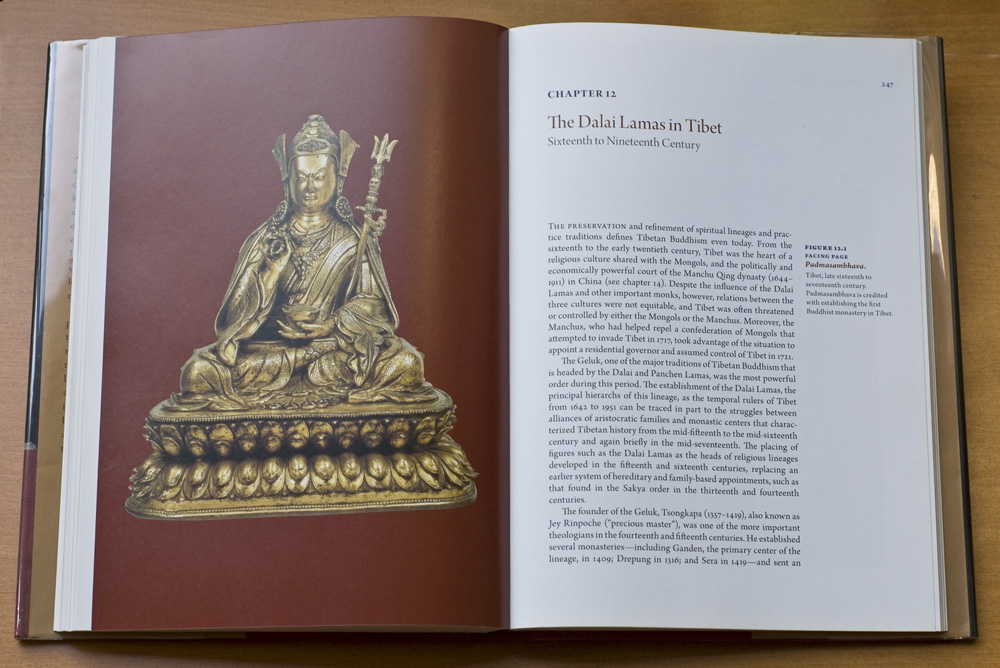 247
CHAPTER 12
The Dalai Lamas in Tibet
Sixteenth to Nineteenth Century
The preservation and refinement of spiritual lineages and prac-
tice traditions defines Tibetan Buddhism even today. From the
sixteenth to the early twentieth century, Tibet was the heart of a
religious culture shared with the Mongols, and the politically and
economically powerful court of the Manchu Qing dynasty (1644–
1911) in China (see chapter 14). Despite the influence of the Dalai
Lamas and other important monks, however, relations between the
three cultures were not equitable, and Tibet was often threatened
or controlled by either the Mongols or the Manchus. Moreover, the
Manchus, who had helped repel a confederation of Mongols that
attempted to invade Tibet in 1717, took advantage of the situation to
appoint a residential governor and assumed control of Tibet in 1721.
The Geluk, one of the major traditions of Tibetan Buddhism that
is headed by the Dalai and Panchen Lamas, was the most powerful
order during this period. The establishment of the Dalai Lamas, the
principal hierarchs of this lineage, as the temporal rulers of Tibet
from 1642 to 1951 can be traced in part to the struggles between
alliances of aristocratic families and monastic centers that charac-
terized Tibetan history from the mid-fifteenth to the mid-sixteenth
century and again briefly in the mid-seventeenth. The placing of
figures such as the Dalai Lamas as the heads of religious lineages
developed in the fifteenth and sixteenth centuries, replacing an
earlier system of hereditary and family-based appointments, such as
that found in the Sakya order in the thirteenth and fourteenth
centuries.
The founder of the Geluk, Tsongkapa (1357–1419), also known as
Jey Rinpoche ("precious master"), was one of the more important
theologians in the fourteenth and fifteenth centuries. He established
several monasteries—including Ganden, the primary center of the
lineage, in 1409; Drepung in 1316; and Sera in 1419—and sent an
FIGURE 12.1
FACING PAGE
Padmasambhava.
Tibet, late sixteenth to
seventeenth century.
Padmasambhava is credited
with establishing the first
Buddhist monastery in Tibet.